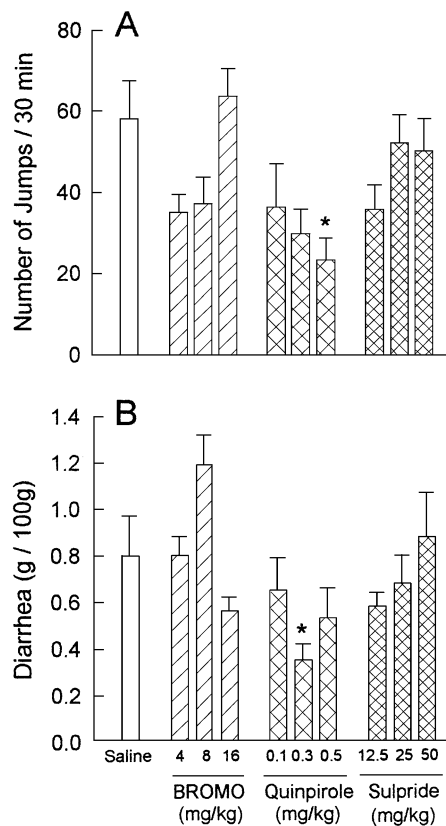 A
80
60
40
20
0
Number of Jumps / 30 min
*
B
1.4
1.2
1.0
0.8
0.6
0.4
0.2
0.0
Diarrhea (g / 100g)
*
Saline 4 8 16 0.1 0.3 0.5 12.5 25 50
BROMO Quinpirole Sulpride
(mg/kg) (mg/kg) (mg/kg)